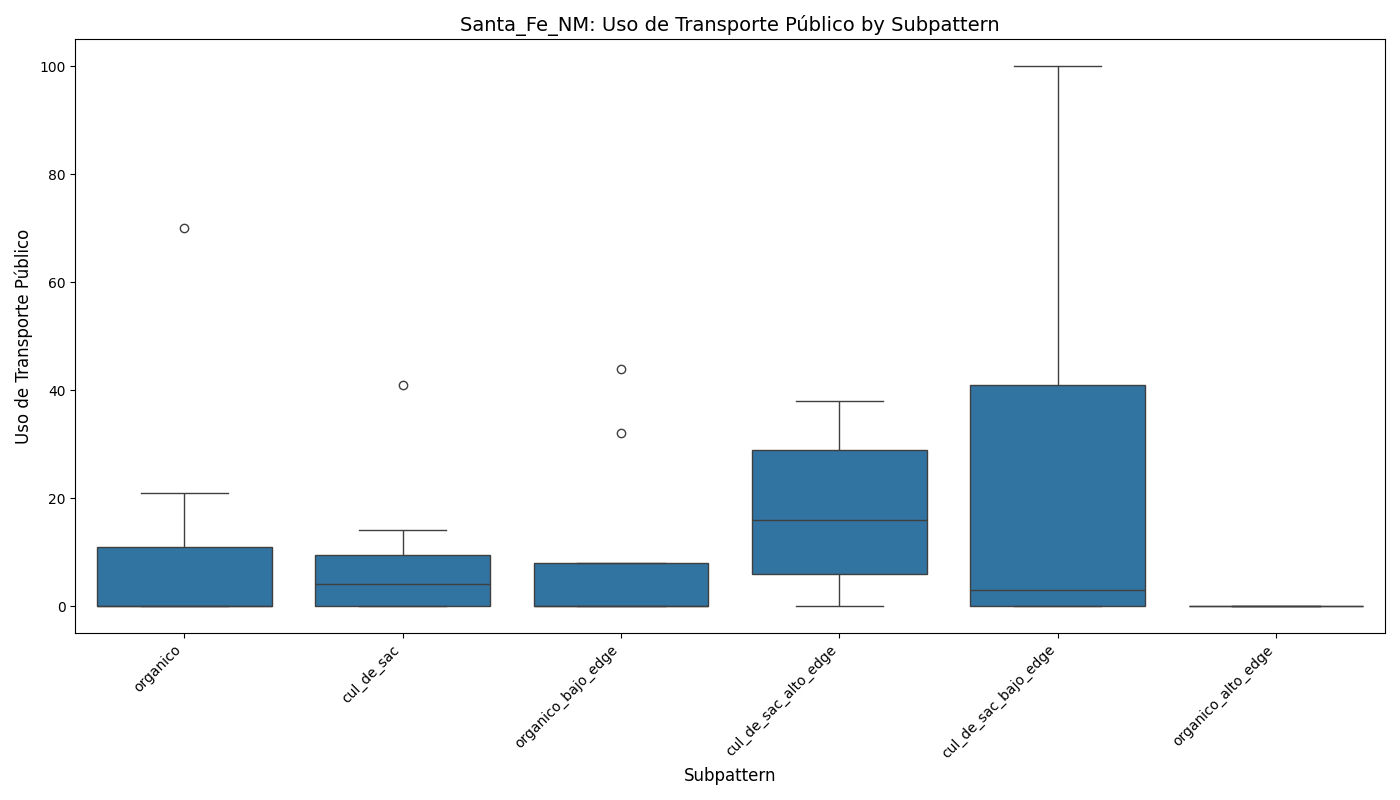 Santa_Fe_NM: Uso de Transporte Público by Subpattern
Uso de Transporte Público
100
80
60
40
20
0
organico
cul_de_sac
organico_bajo_edge
cul_de_sac_alto_edge
cul_de_sac_bajo_edge
organico_alto_edge
Subpattern